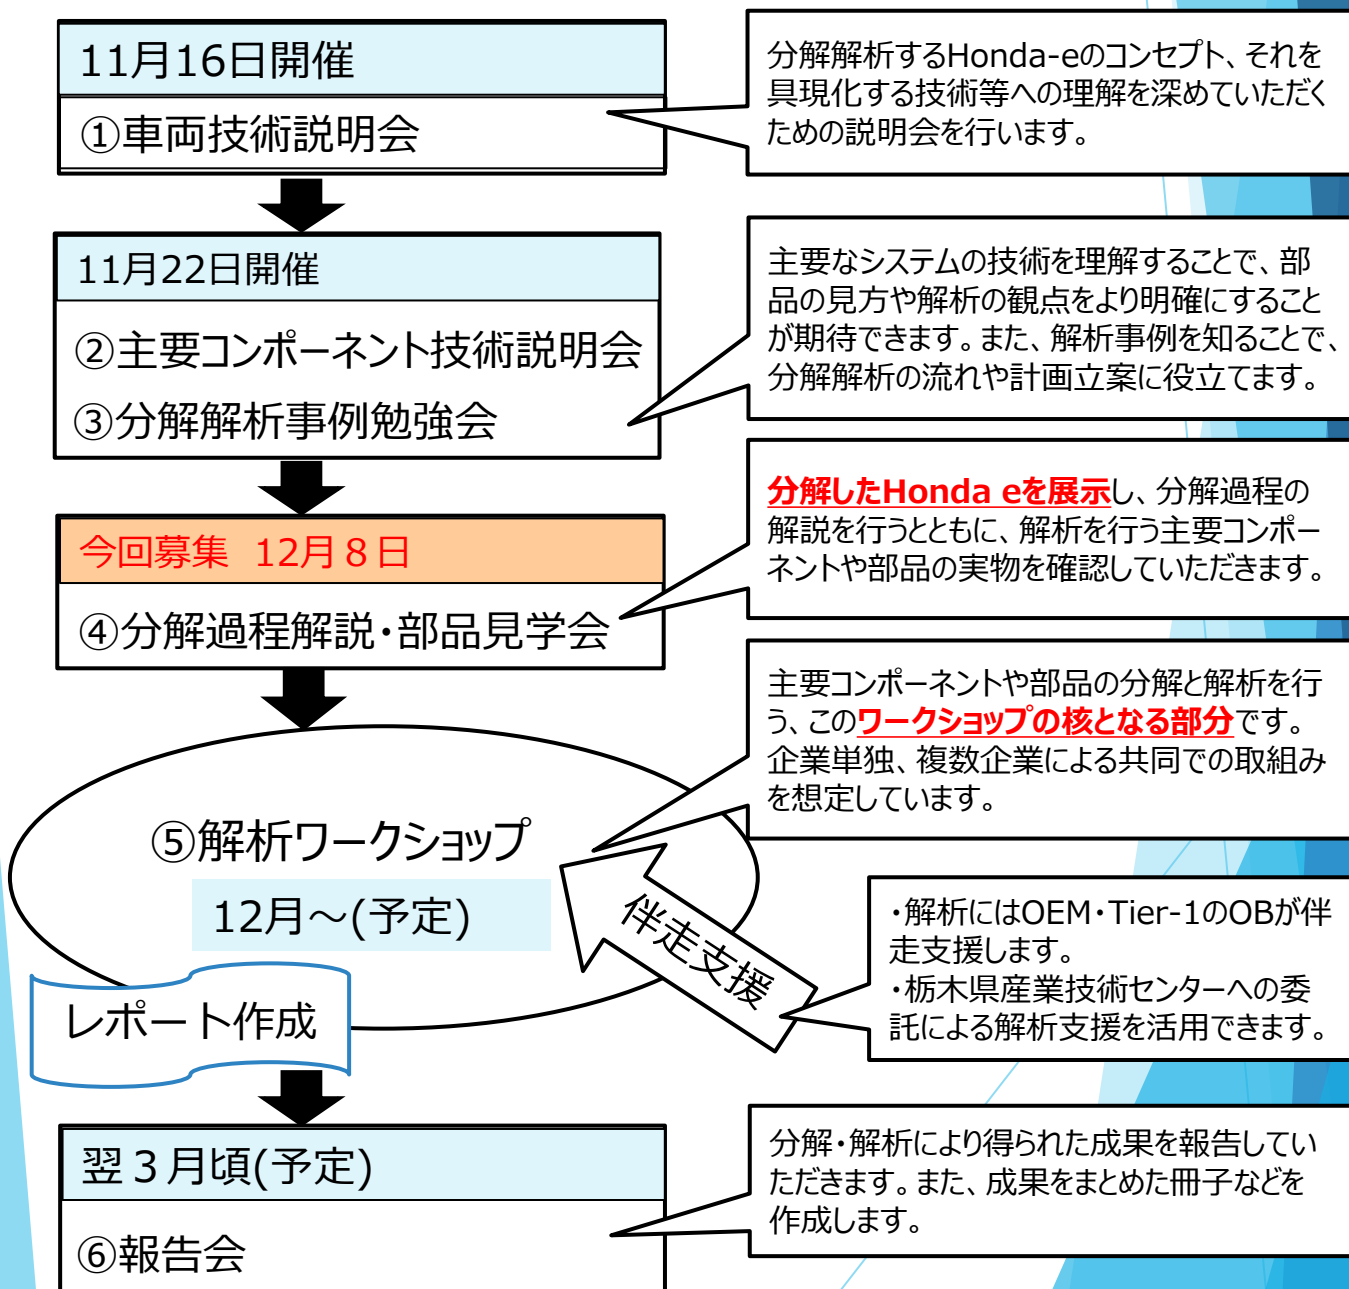 11月16日開催
①車両技術説明会
分解解析するHonda-eのコンセプト、それを
具現化する技術等への理解を深めていただく
ための説明会を行います。
11月22日開催
②主要コンポーネント技術説明会
③分解解析事例勉強会
主要なシステムの技術を理解することで、部
品の見方や解析の観点をより明確にすること
が期待できます。また、解析事例を知ることで、
分解解析の流れや計画立案に役立てます。
今回募集 12月８日
④分解過程解説・部品見学会
分解したHonda eを展示し、分解過程の
解説を行うとともに、解析を行う主要コンポー
ネントや部品の実物を確認していただきます。
⑤解析ワークショップ
12月～(予定)
主要コンポーネントや部品の分解と解析を行
う、このワークショップの核となる部分です。
企業単独、複数企業による共同での取組み
を想定しています。
伴走支援
・解析にはOEM・Tier-1のOBが伴
走支援します。
・栃木県産業技術センターへの委
託による解析支援を活用できます。
レポート作成
翌３月頃(予定)
⑥報告会
分解・解析により得られた成果を報告してい
ただきます。また、成果をまとめた冊子などを
作成します。